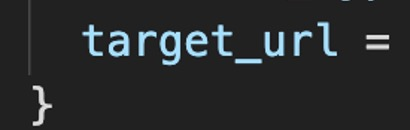 target_url =
}